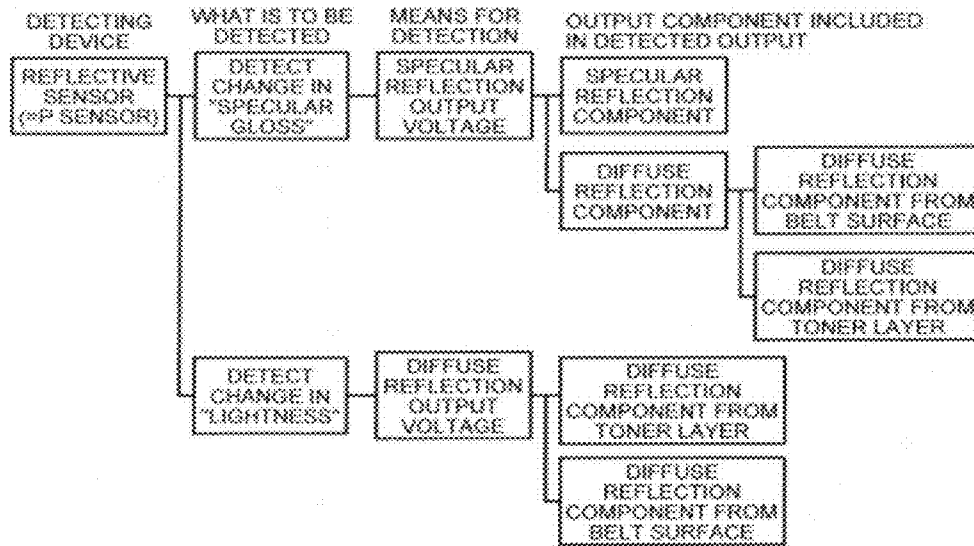 DETECTING
DEVICE
WHAT IS TO BE
DETECTED
MEANS FOR
DETECTION
OUTPUT COMPONENT INCLUDED
IN DETECTED OUTPUT
REFLECTIVE
SENSOR
(=P SENSOR)
DETECT
CHANGE IN
"SPECULAR
GLOSS"
SPECULAR
REFLECTION
OUTPUT
VOLTAGE
SPECULAR
REFLECTION
COMPONENT
DIFFUSE
REFLECTION
COMPONENT
DIFFUSE
REFLECTION
COMPONENT FROM
BELT SURFACE
DIFFUSE
REFLECTION
COMPONENT FROM
TONER LAYER
DETECT
CHANGE IN
"LIGHTNESS"
DIFFUSE
REFLECTION
OUTPUT
VOLTAGE
DIFFUSE
REFLECTION
COMPONENT FROM
TONER LAYER
DIFFUSE
REFLECTION
COMPONENT FROM
BELT SURFACE